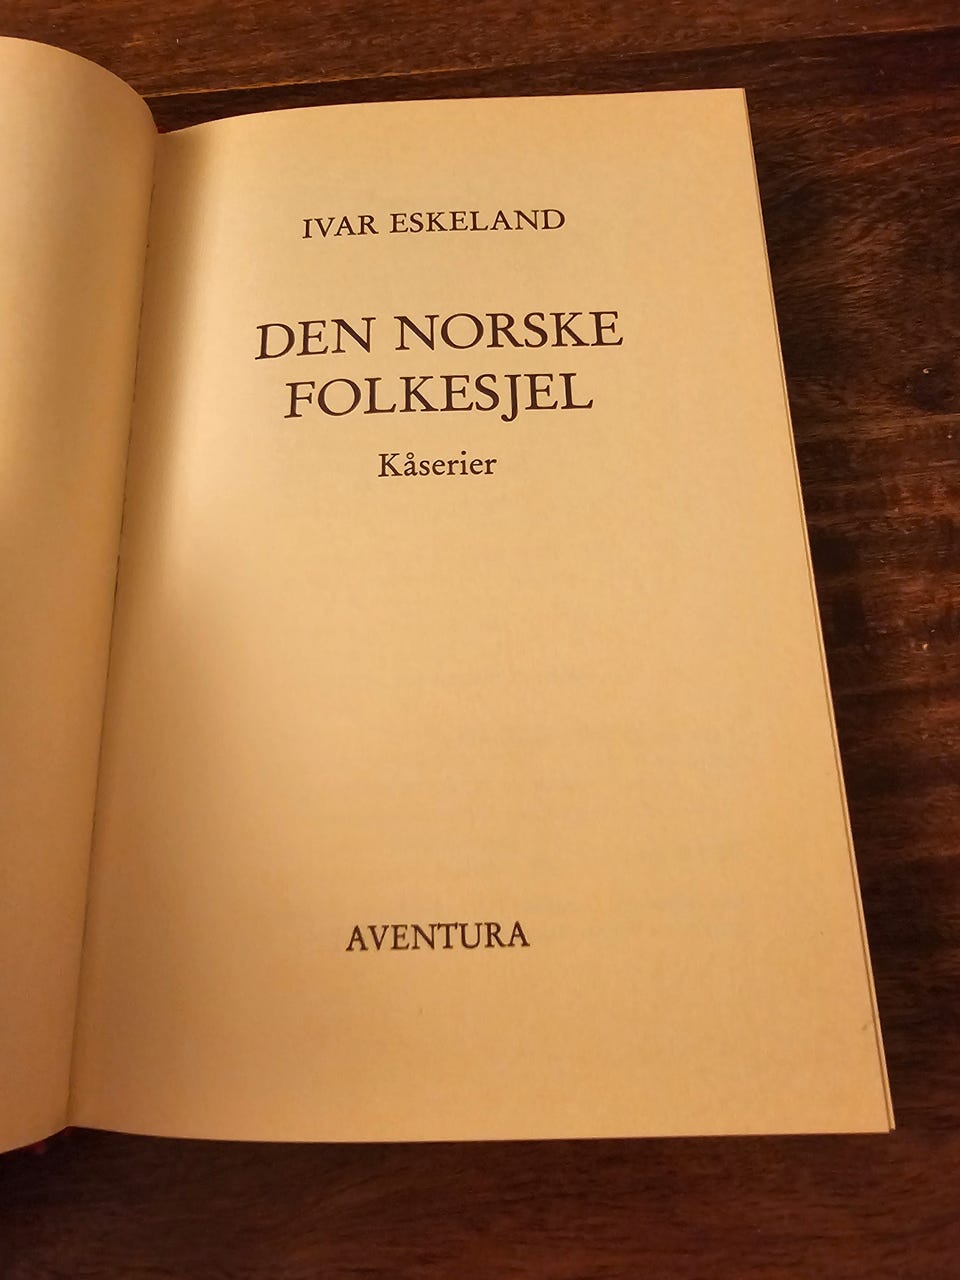 IVAR ESKELAND
DEN NORSKE
FOLKESJEL
Kåserier
AVENTURA